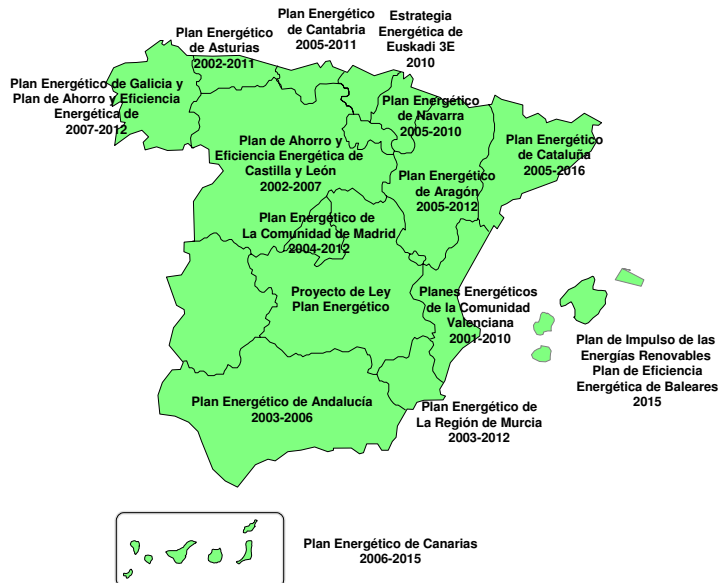 Plan Energético
de Cantabria
2005-2011
Estrategia
Energética de
Euskadi 3E
2010
Plan Energético
de Asturias
2002-2011
Plan Energético de Galicia y
Plan de Ahorro y Eficiencia
Energética de
2007-2012
Plan Energético
de Navarra
2005-2010
Plan de Ahorro y
Eficiencia Energética de
Castilla y León
2002-2007
Plan Energético
de Cataluña
2005-2016
Plan Energético
de Aragón
2005-2012
Plan Energético de
La Comunidad de Madrid
2004-2012
Proyecto de Ley
Plan Energético
Planes Energéticos
de la Comunidad
Valenciana
2001-2010
Plan de Impulso de las
Energías Renovables
Plan de Eficiencia
Energética de Baleares
2015
Plan Energético de Andalucía
2003-2006
Plan Energético de
La Región de Murcia
2003-2012
Plan Energético de Canarias
2006-2015